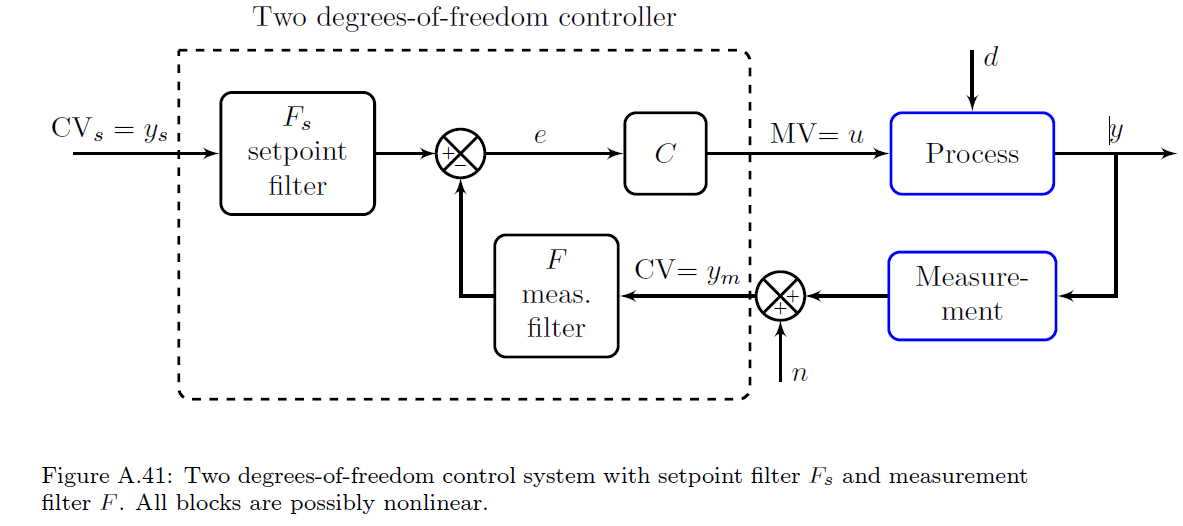 Two degrees-of-freedom controller
d
CVₛ = yₛ
Fₛ
setpoint
filter
+
−
e
C
MV= u
Process
y
F
meas.
filter
CV= yₘ
+
+
Measure-
ment
n
Figure A.41: Two degrees-of-freedom control system with setpoint filter Fₛ and measurement
filter F. All blocks are possibly nonlinear.